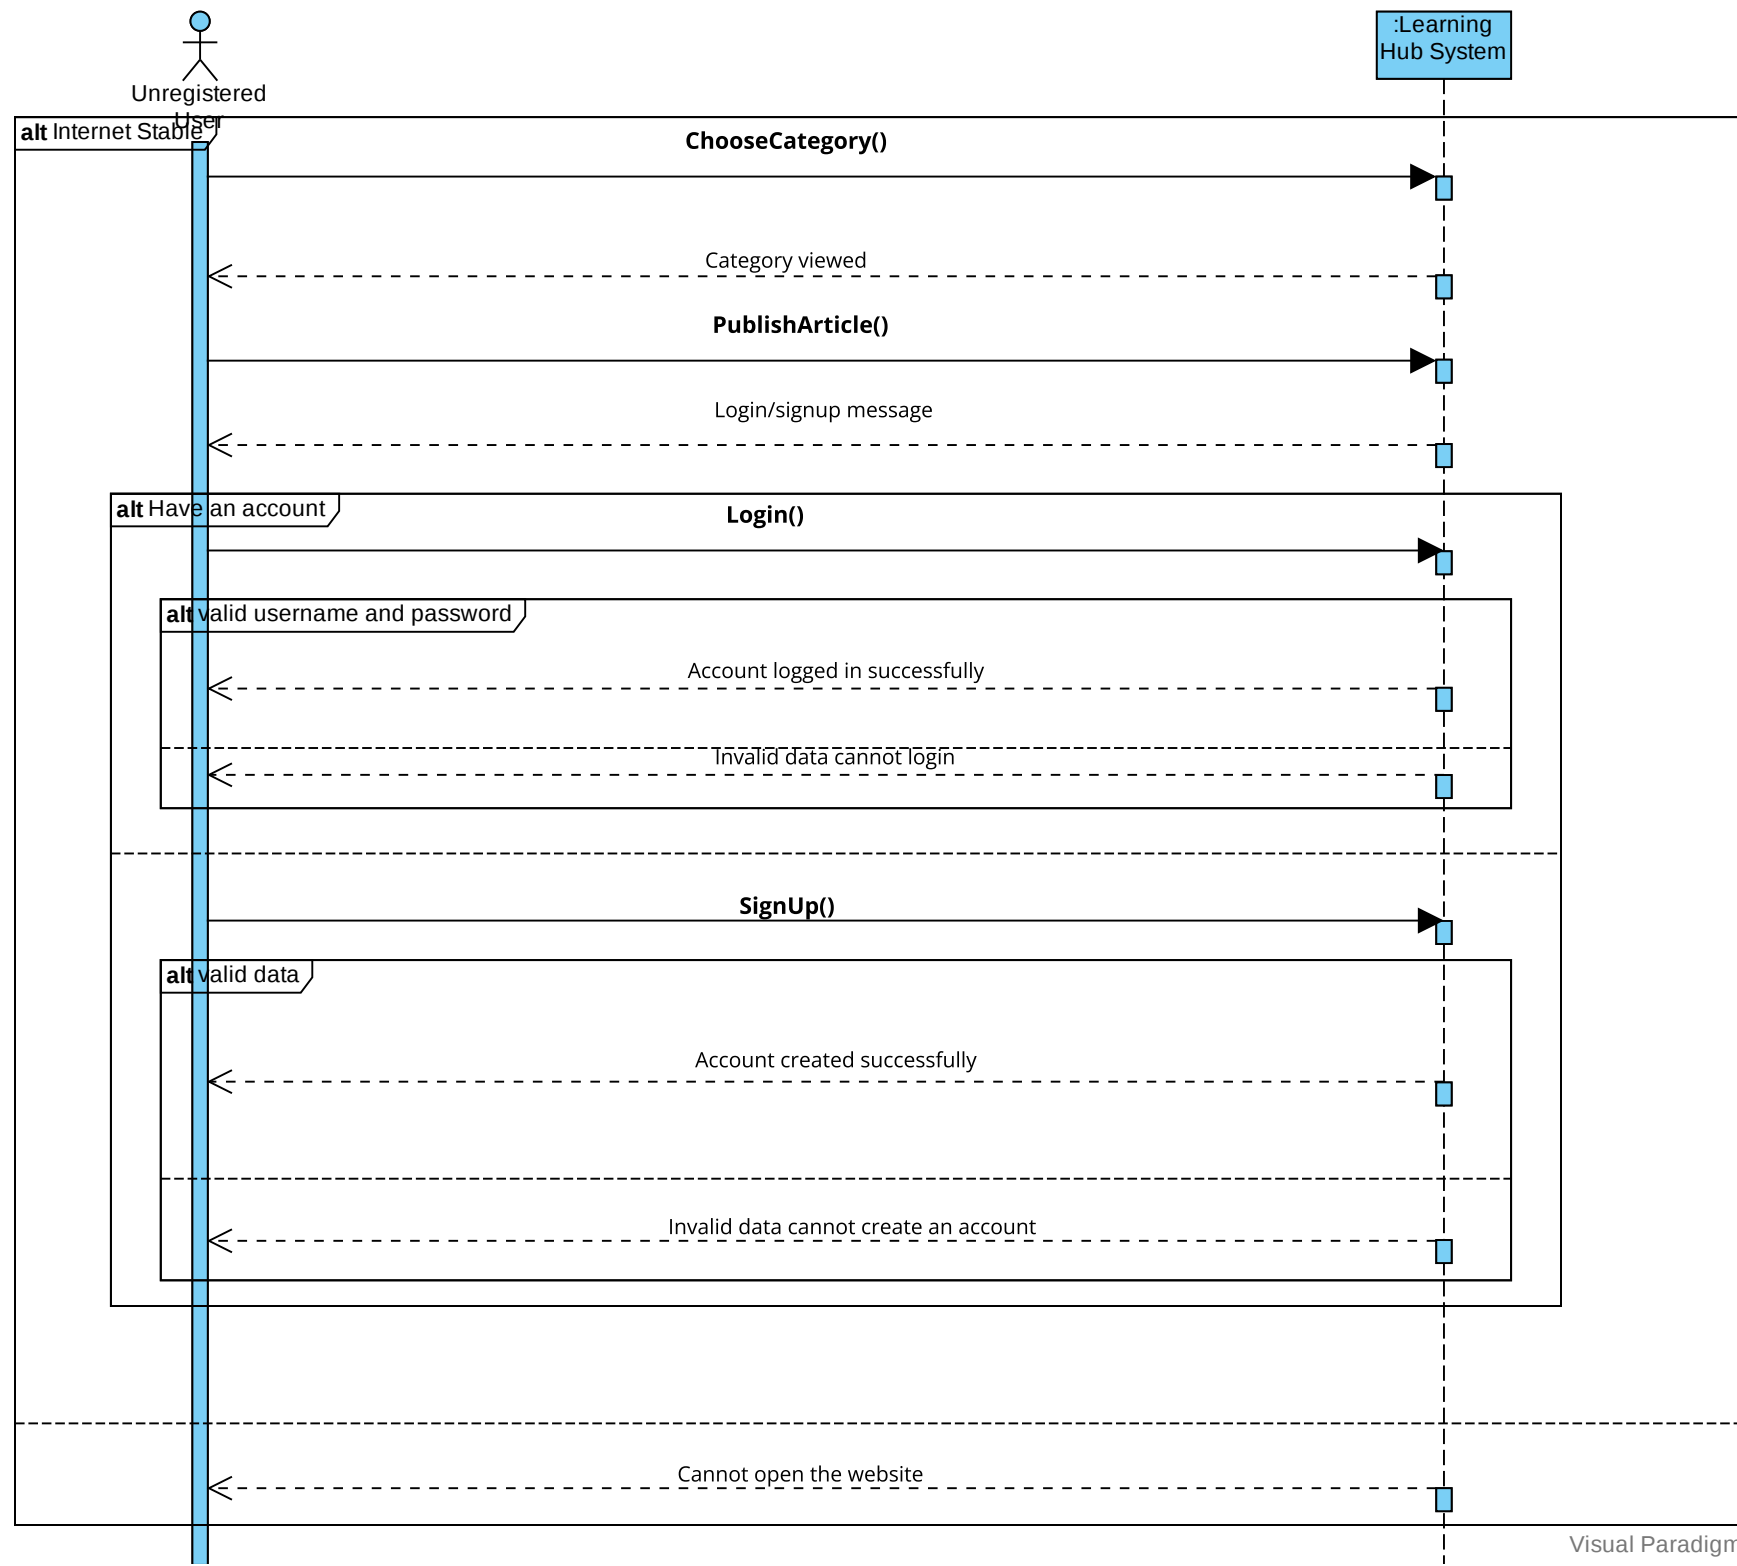 :Learning
Hub System
Unregistered
User
alt Internet Stable
ChooseCategory()
Category viewed
PublishArticle()
Login/signup message
alt Have an account
Login()
alt valid username and password
Account logged in successfully
Invalid data cannot login
SignUp()
alt valid data
Account created successfully
Invalid data cannot create an account
Cannot open the website
Visual Paradigm